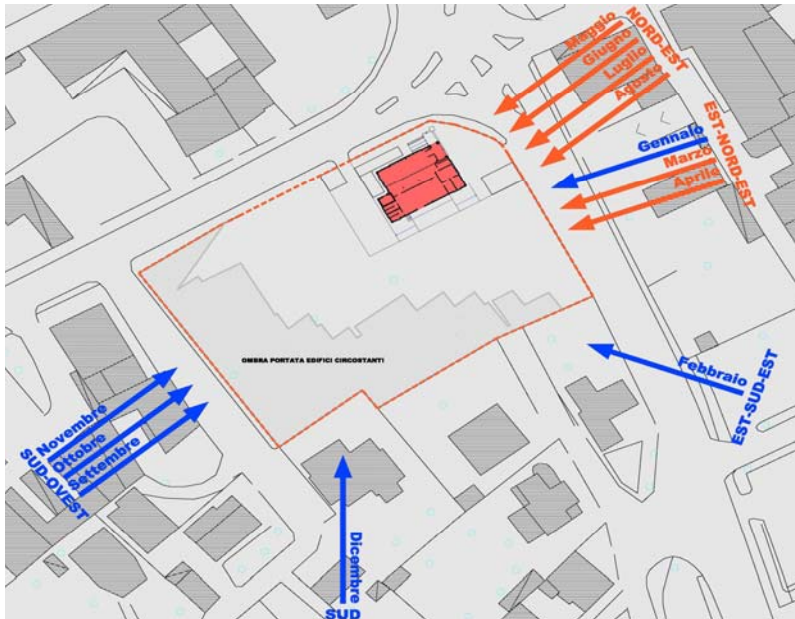 Maggio
Giugno
Luglio
Agosto
NORD-EST
Gennaio
Marzo
Aprile
EST-NORD-EST
OMBRA PORTATA EDIFICI CIRCOSTANTI
Febbraio
EST-SUD-EST
Novembre
Ottobre
Settembre
SUD-OVEST
Dicembre
SUD